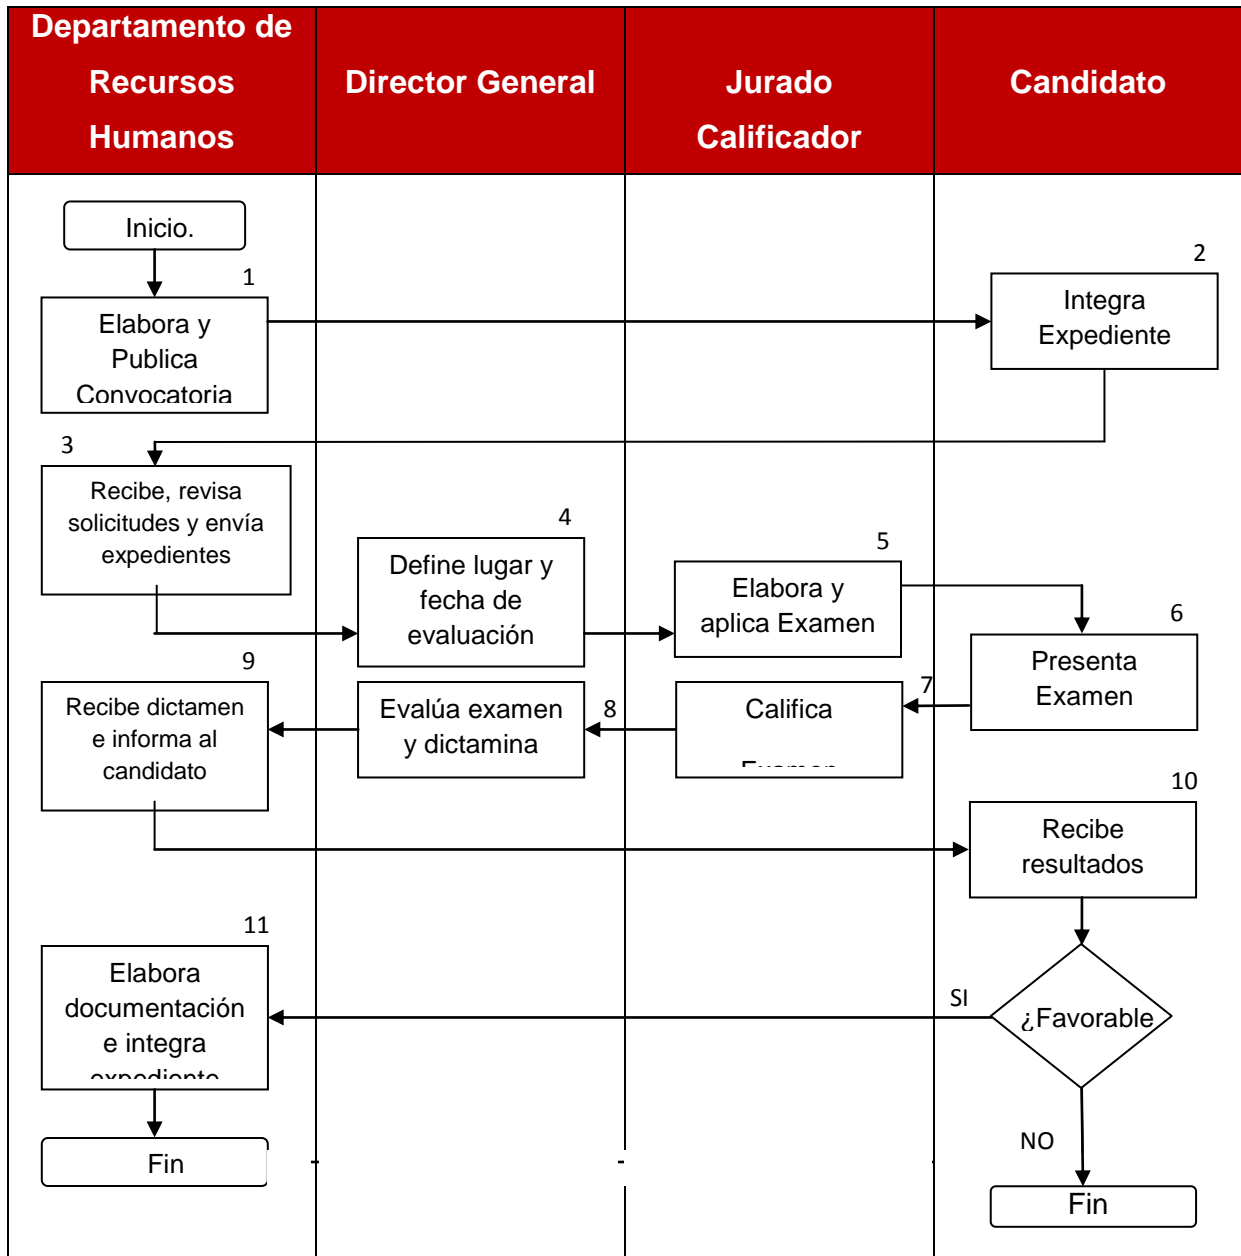 Departamento de
Recursos
Humanos
Director General
Jurado
Calificador
Candidato
Inicio.
1
Elabora y
Publica
Convocatoria
2
Integra
Expediente
3
Recibe, revisa
solicitudes y envía
expedientes
4
Define lugar y
fecha de
evaluación
5
Elabora y
aplica Examen
6
Presenta
Examen
7
Califica
Examen
8
Evalúa examen
y dictamina
9
Recibe dictamen
e informa al
candidato
10
Recibe
resultados
¿Favorable
SI
NO
11
Elabora
documentación
e integra
expediente
Fin
Fin